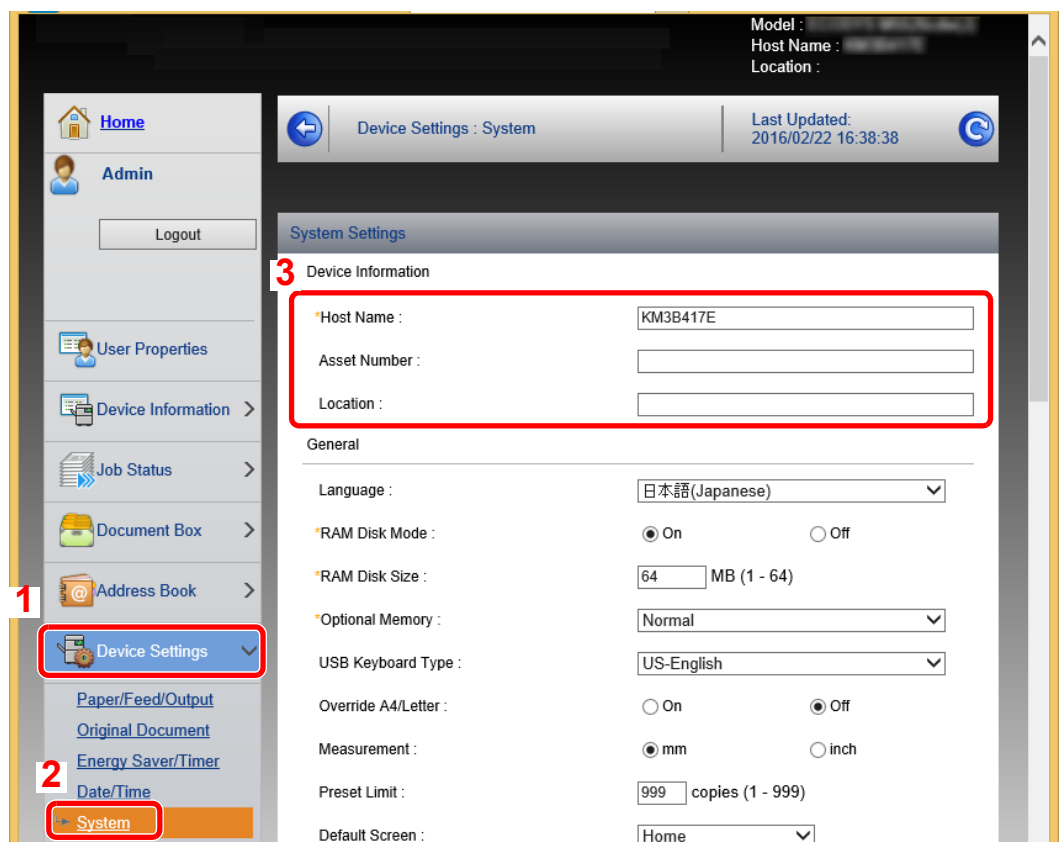 Model :
Host Name :
Location :
Home
Admin
Logout
User Properties
Device Information
Job Status
Document Box
Address Book
1
Device Settings
Paper/Feed/Output
Original Document
Energy Saver/Timer
2
Date/Time
System
Device Settings : System
Last Updated:
2016/02/22 16:38:38
System Settings
3
Device Information
*Host Name : KM3B417E
Asset Number :
Location :
General
Language : 日本語(Japanese)
*RAM Disk Mode : On Off
*RAM Disk Size : 64 MB (1 - 64)
*Optional Memory : Normal
USB Keyboard Type : US-English
Override A4/Letter : On Off
Measurement : mm inch
Preset Limit : 999 copies (1 - 999)
Default Screen : Home